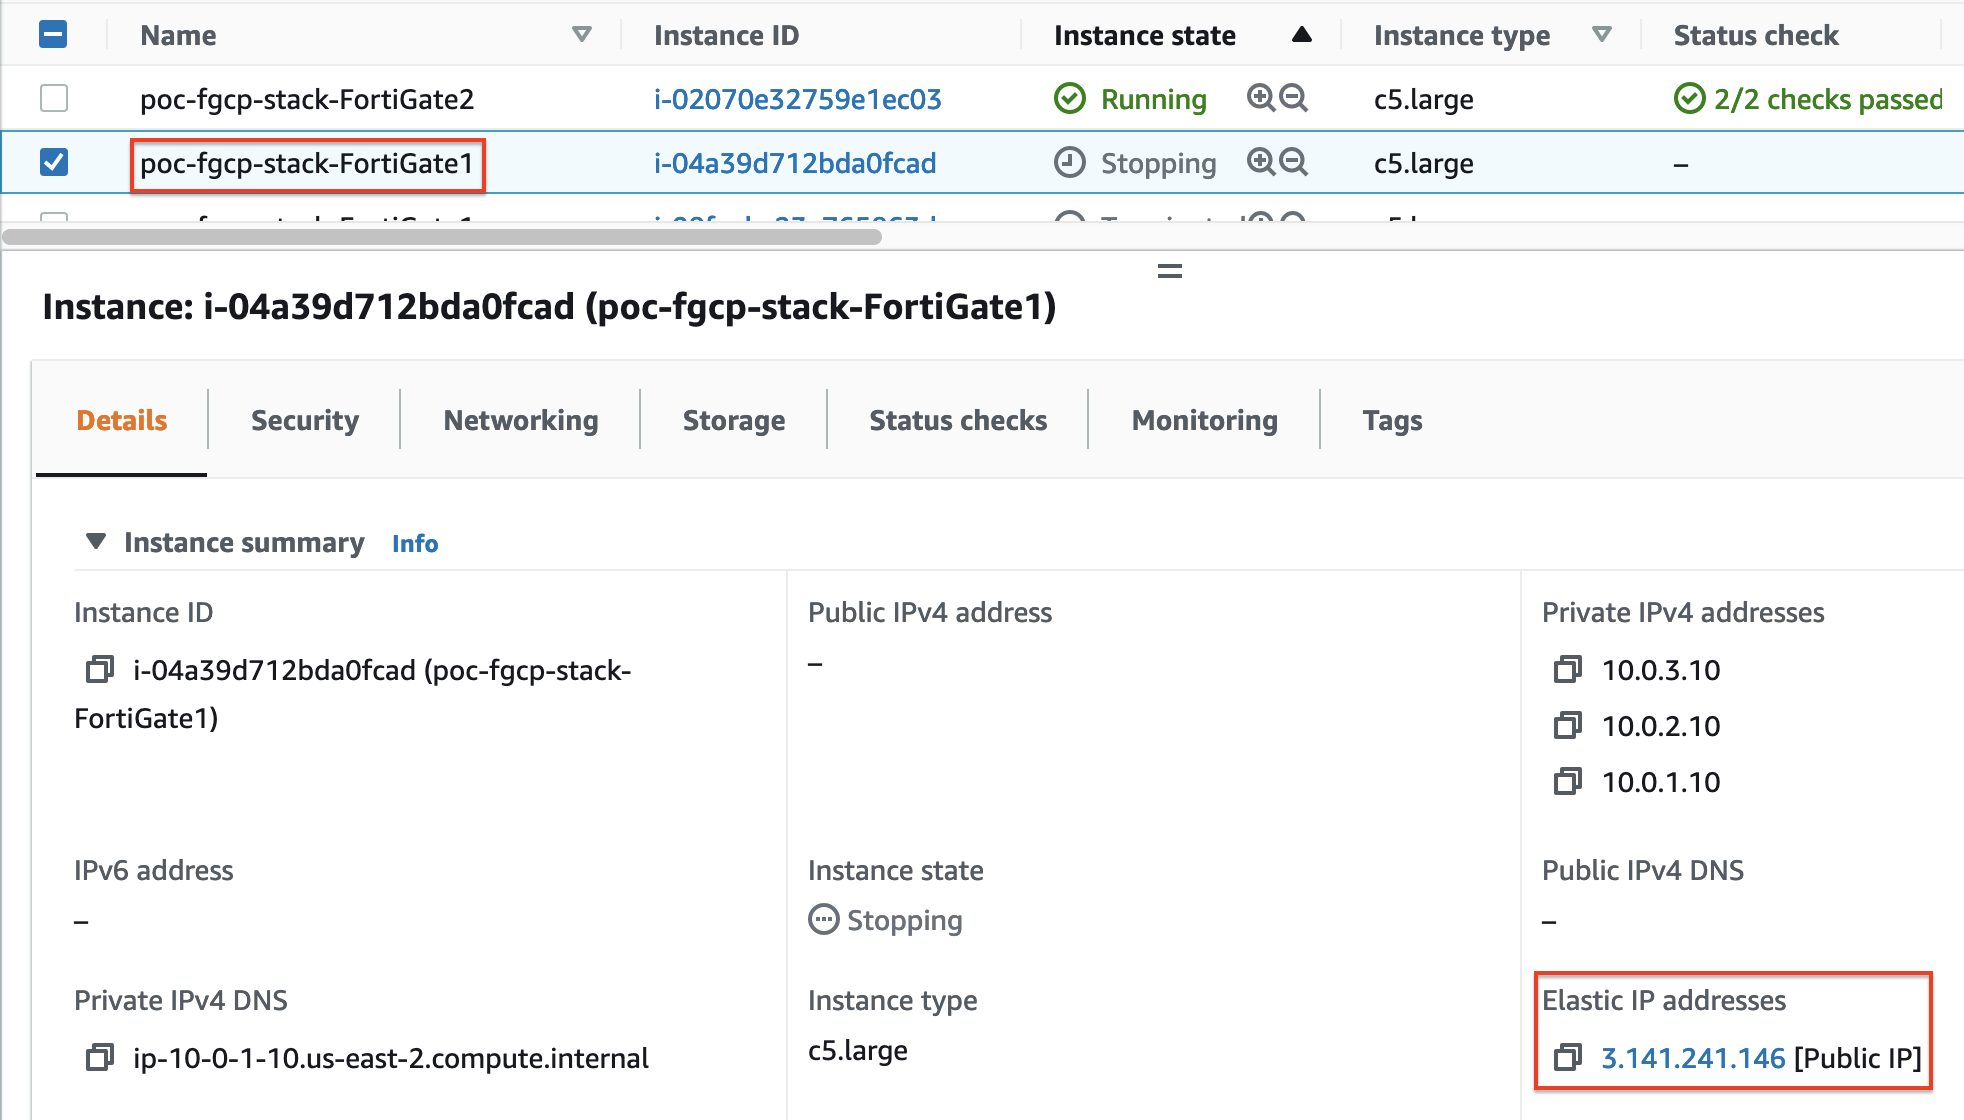 Name Instance ID Instance state Instance type Status check
poc-fgcp-stack-FortiGate2 i-02070e32759e1ec03 Running c5.large 2/2 checks passed
poc-fgcp-stack-FortiGate1 i-04a39d712bda0fcad Stopping c5.large –
Instance: i-04a39d712bda0fcad (poc-fgcp-stack-FortiGate1)
Details Security Networking Storage Status checks Monitoring Tags
Instance summary Info
Instance ID
i-04a39d712bda0fcad (poc-fgcp-stack-
FortiGate1)
Public IPv4 address
–
Private IPv4 addresses
10.0.3.10
10.0.2.10
10.0.1.10
IPv6 address
–
Instance state
Stopping
Public IPv4 DNS
–
Private IPv4 DNS
ip-10-0-1-10.us-east-2.compute.internal
Instance type
c5.large
Elastic IP addresses
3.141.241.146 [Public IP]